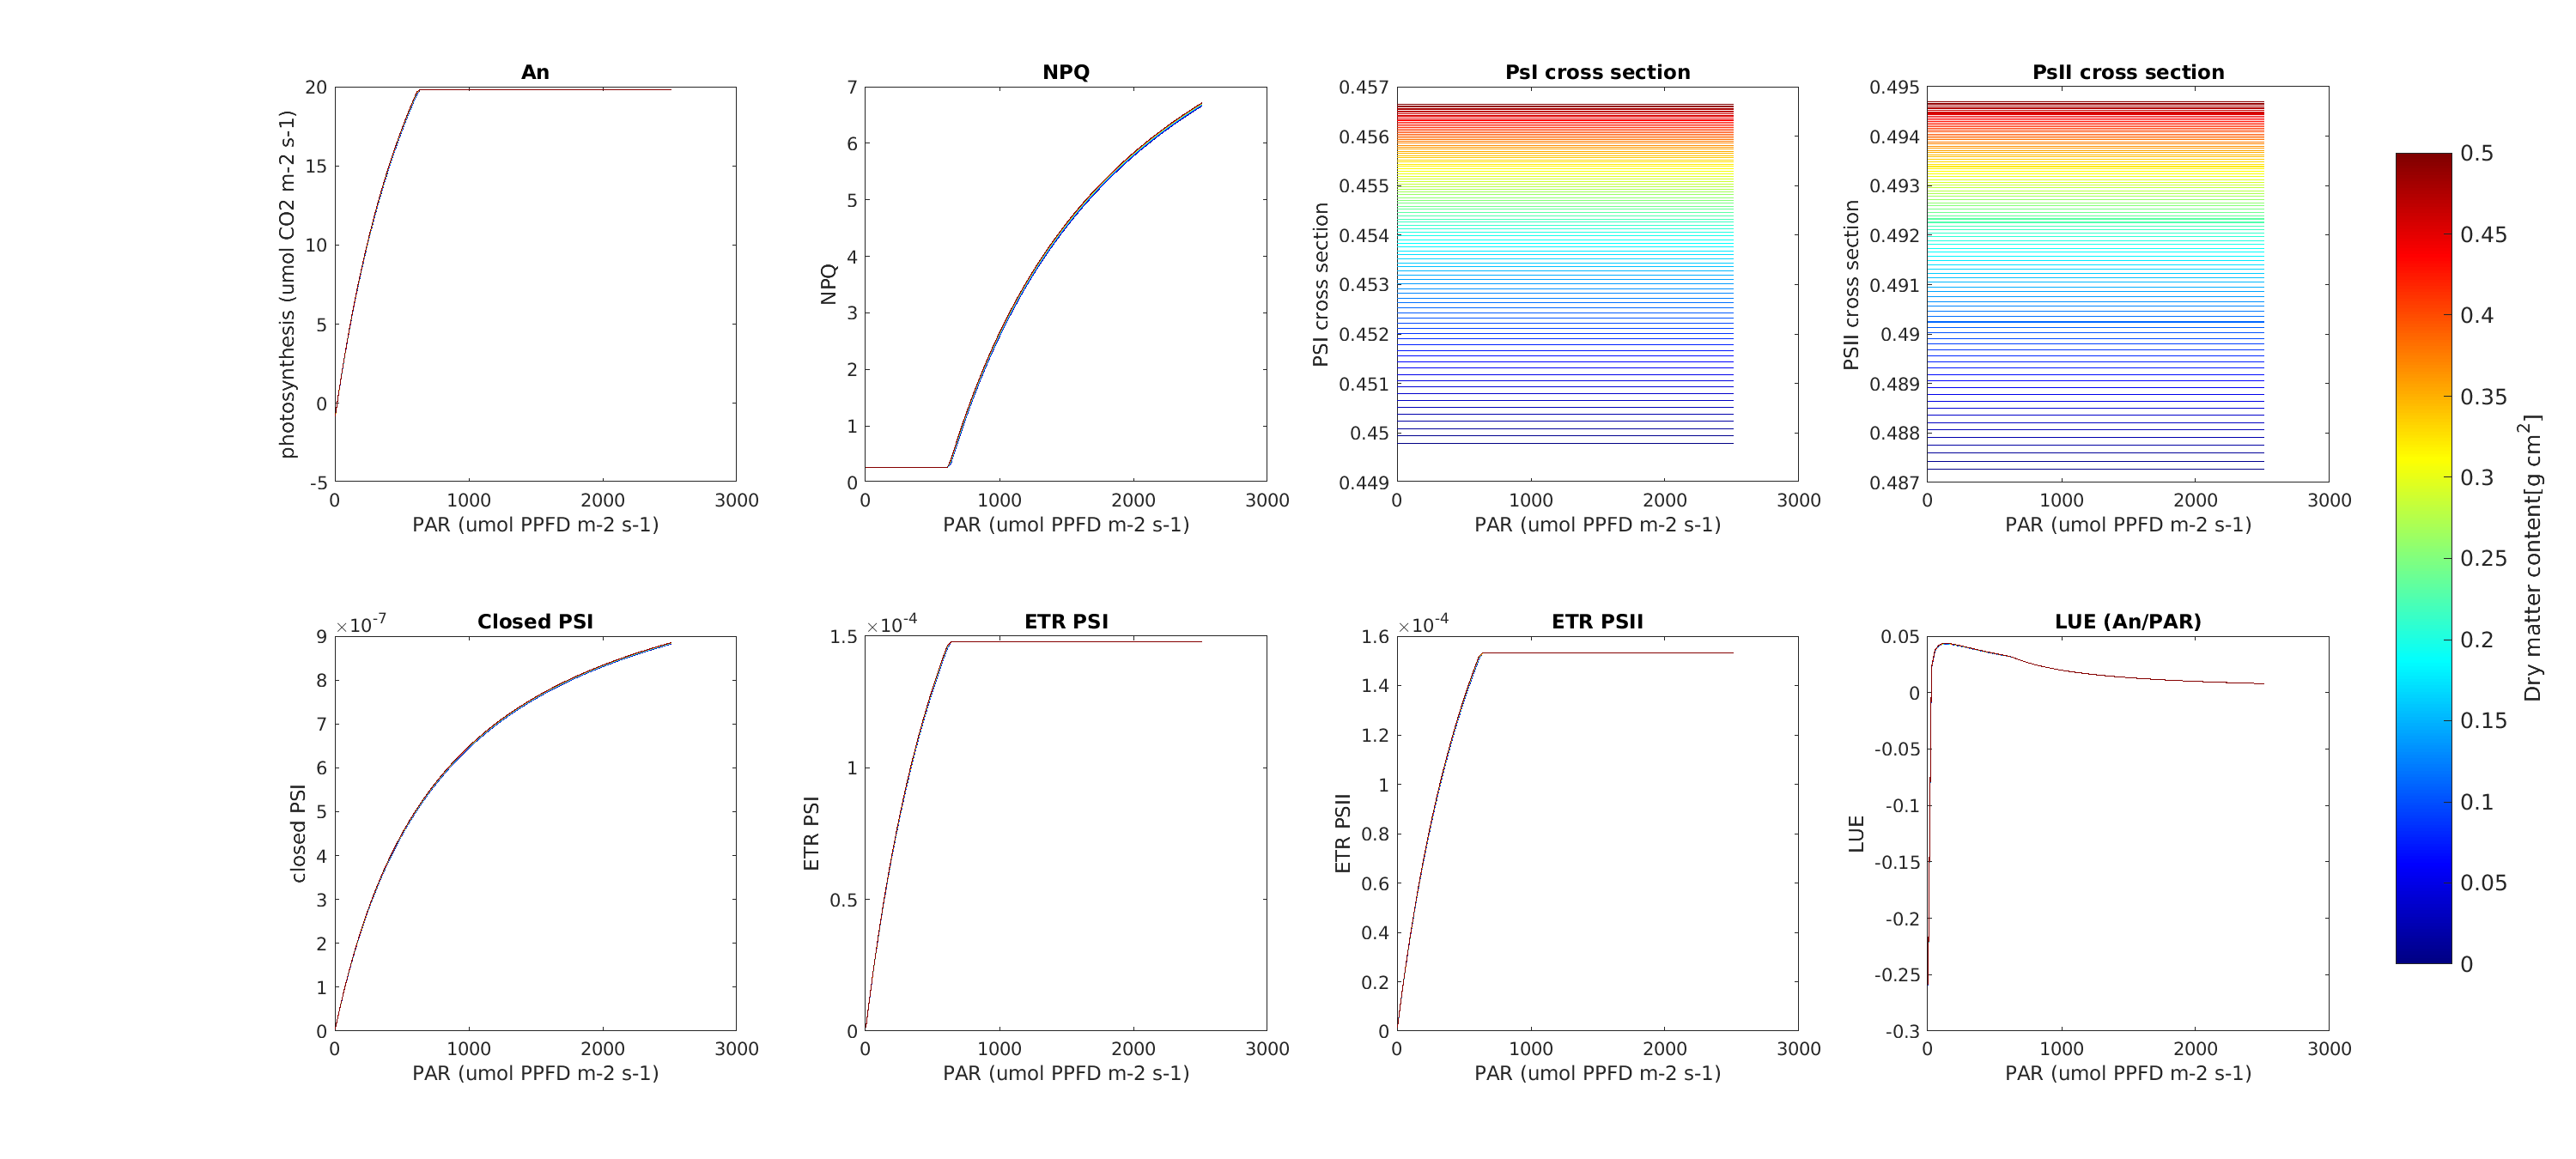 An
20
15
10
5
0
-5
photosynthesis (umol CO2 m-2 s-1)
0 1000 2000 3000
PAR (umol PPFD m-2 s-1)
NPQ
7
6
5
4
3
2
1
0
NPQ
0 1000 2000 3000
PAR (umol PPFD m-2 s-1)
PsI cross section
0.457
0.456
0.455
0.454
0.453
0.452
0.451
0.45
0.449
PSI cross section
0 1000 2000 3000
PAR (umol PPFD m-2 s-1)
PsII cross section
0.495
0.494
0.493
0.492
0.491
0.49
0.489
0.488
0.487
PSII cross section
0 1000 2000 3000
PAR (umol PPFD m-2 s-1)
Closed PSI
×10-7
9
8
7
6
5
4
3
2
1
0
closed PSI
0 1000 2000 3000
PAR (umol PPFD m-2 s-1)
ETR PSI
×10-4
1.5
1
0.5
0
ETR PSI
0 1000 2000 3000
PAR (umol PPFD m-2 s-1)
ETR PSII
×10-4
1.6
1.4
1.2
1
0.8
0.6
0.4
0.2
0
ETR PSII
0 1000 2000 3000
PAR (umol PPFD m-2 s-1)
LUE (An/PAR)
0.05
0
-0.05
-0.1
-0.15
-0.2
-0.25
-0.3
LUE
0 1000 2000 3000
PAR (umol PPFD m-2 s-1)
0.5
0.45
0.4
0.35
0.3
0.25
0.2
0.15
0.1
0.05
0
Dry matter content[g cm2]